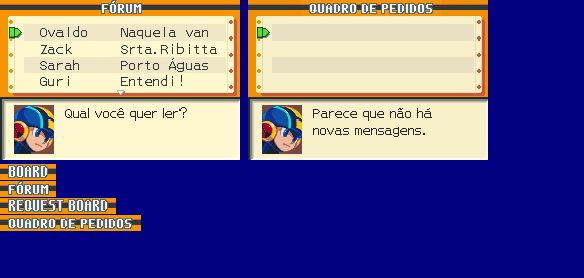 FÓRUM
Ovaldo Naquela van
Zack Srta.Ribitta
Sarah Porto Águas
Guri Entendi!
Qual você quer ler?
QUADRO DE PEDIDOS
Parece que não há
novas mensagens.
BOARD
FÓRUM
REQUEST BOARD
QUADRO DE PEDIDOS